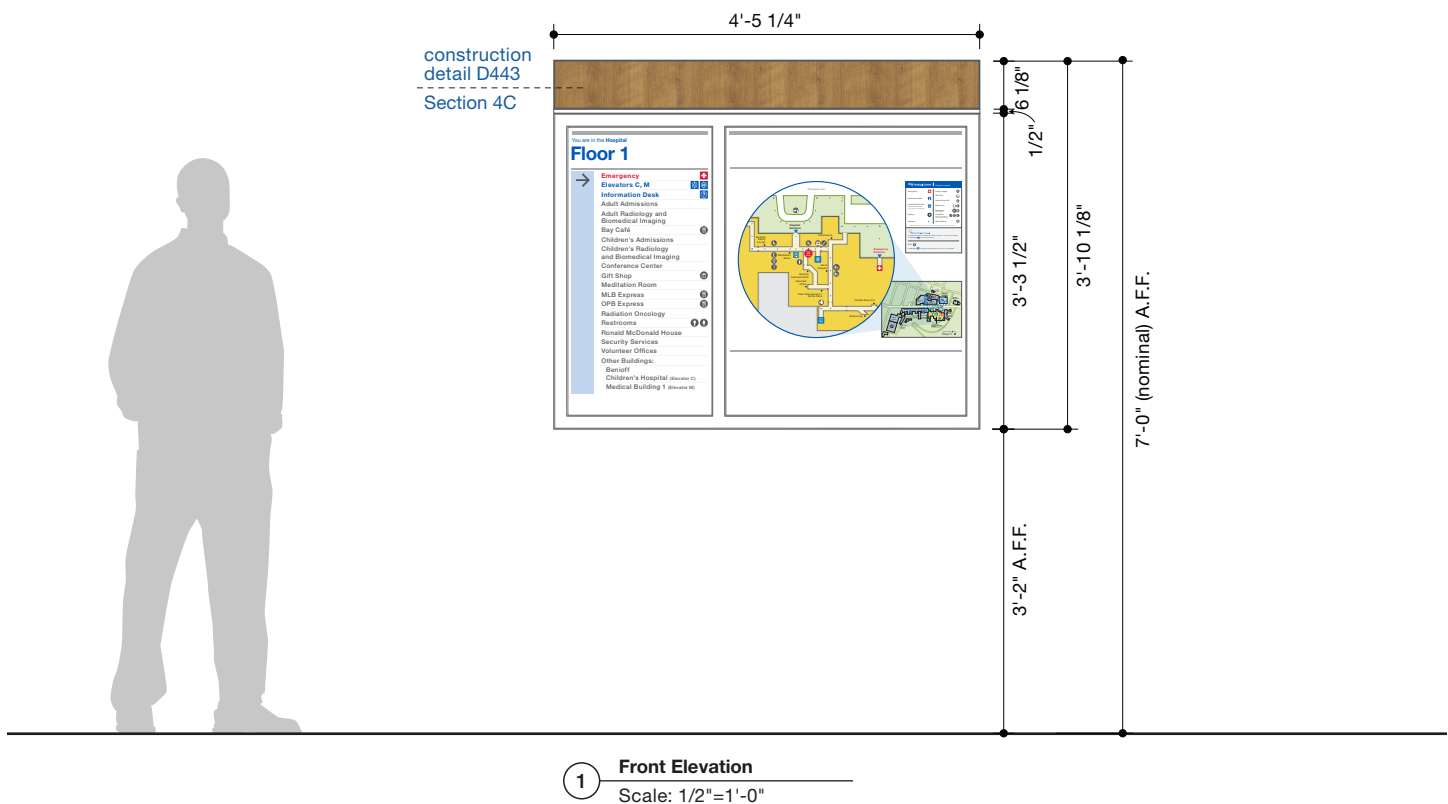 4'-5 1/4"
construction
detail D443
Section 4C
6 1/8"
1/2"
3'-3 1/2"
3'-10 1/8"
7'-0" (nominal) A.F.F.
3'-2" A.F.F.
You are in the Hospital
Floor 1
Emergency
Elevators C, M
Information Desk
Adult Admissions
Adult Radiology and
Biomedical Imaging
Bay Café
Children's Admissions
Children's Radiology
and Biomedical Imaging
Conference Center
Gift Shop
Meditation Room
MLB Express
OPB Express
Radiation Oncology
Restrooms
Ronald McDonald House
Security Services
Volunteer Offices
Other Buildings:
Benioff
Children's Hospital (Elevator C)
Medical Building 1 (Elevator M)
Hospital
Entrance
Emergency
Entrance
1
Front Elevation
Scale: 1/2"=1'-0"